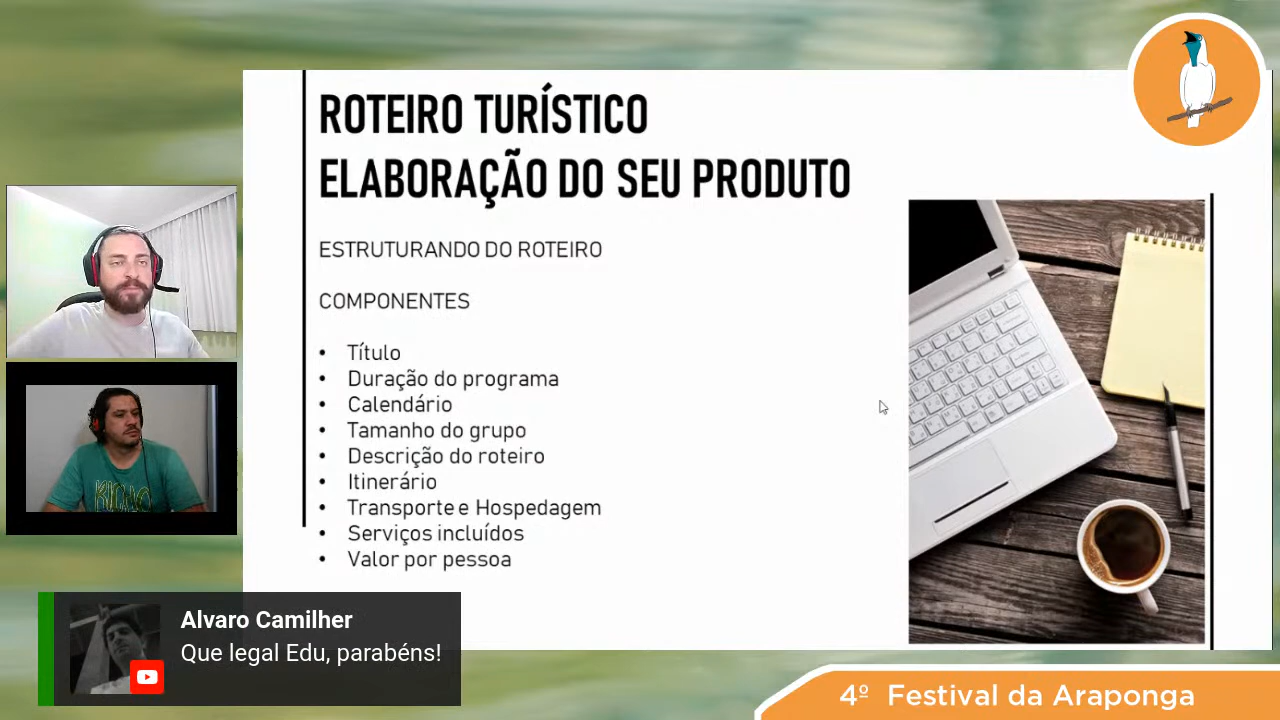 ROTEIRO TURÍSTICO
ELABORAÇÃO DO SEU PRODUTO
ESTRUTURANDO DO ROTEIRO
COMPONENTES
• Título
• Duração do programa
• Calendário
• Tamanho do grupo
• Descrição do roteiro
• Itinerário
• Transporte e Hospedagem
• Serviços incluídos
• Valor por pessoa
Alvaro Camilher
Que legal Edu, parabéns!
4º Festival da Araponga